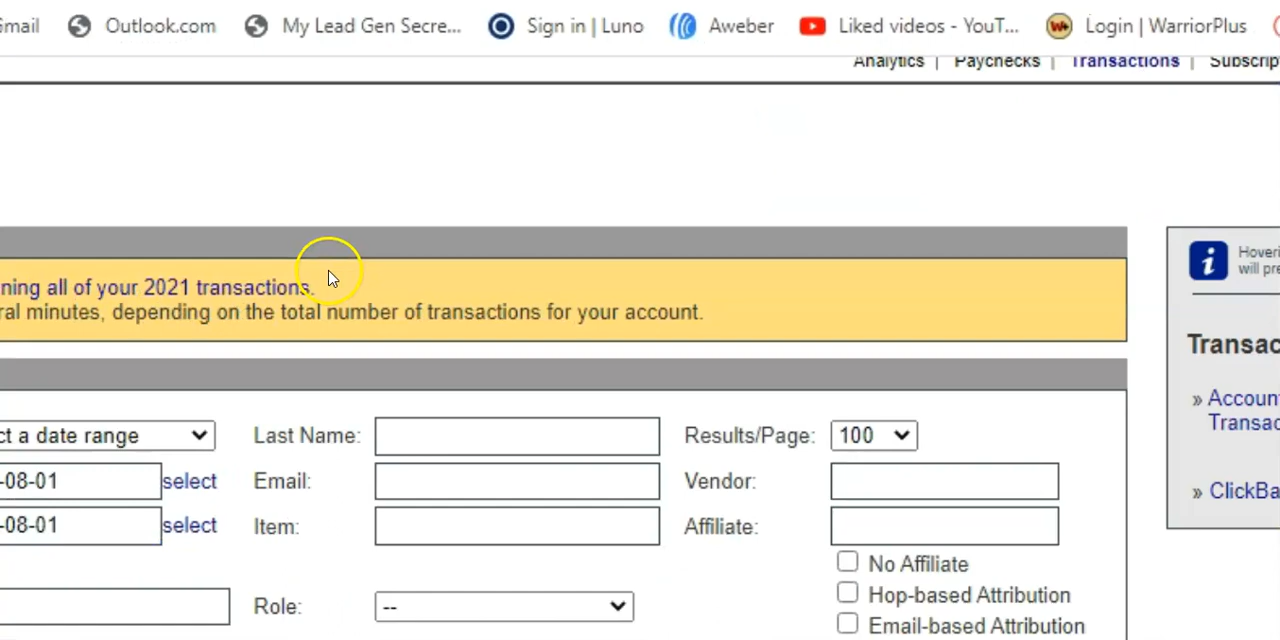 Outlook.com My Lead Gen Secre... Sign in | Luno Aweber Liked videos - YouT... Login | WarriorPlus
Analytics | Paychecks | Transactions |
all of your 2021 transactions.
minutes, depending on the total number of transactions for your account.
a date range Last Name: Results/Page: 100
-08-01 select Email: Vendor:
-08-01 select Item: Affiliate:
No Affiliate
Role: -- Hop-based Attribution
Email-based Attribution
i
will
»
»